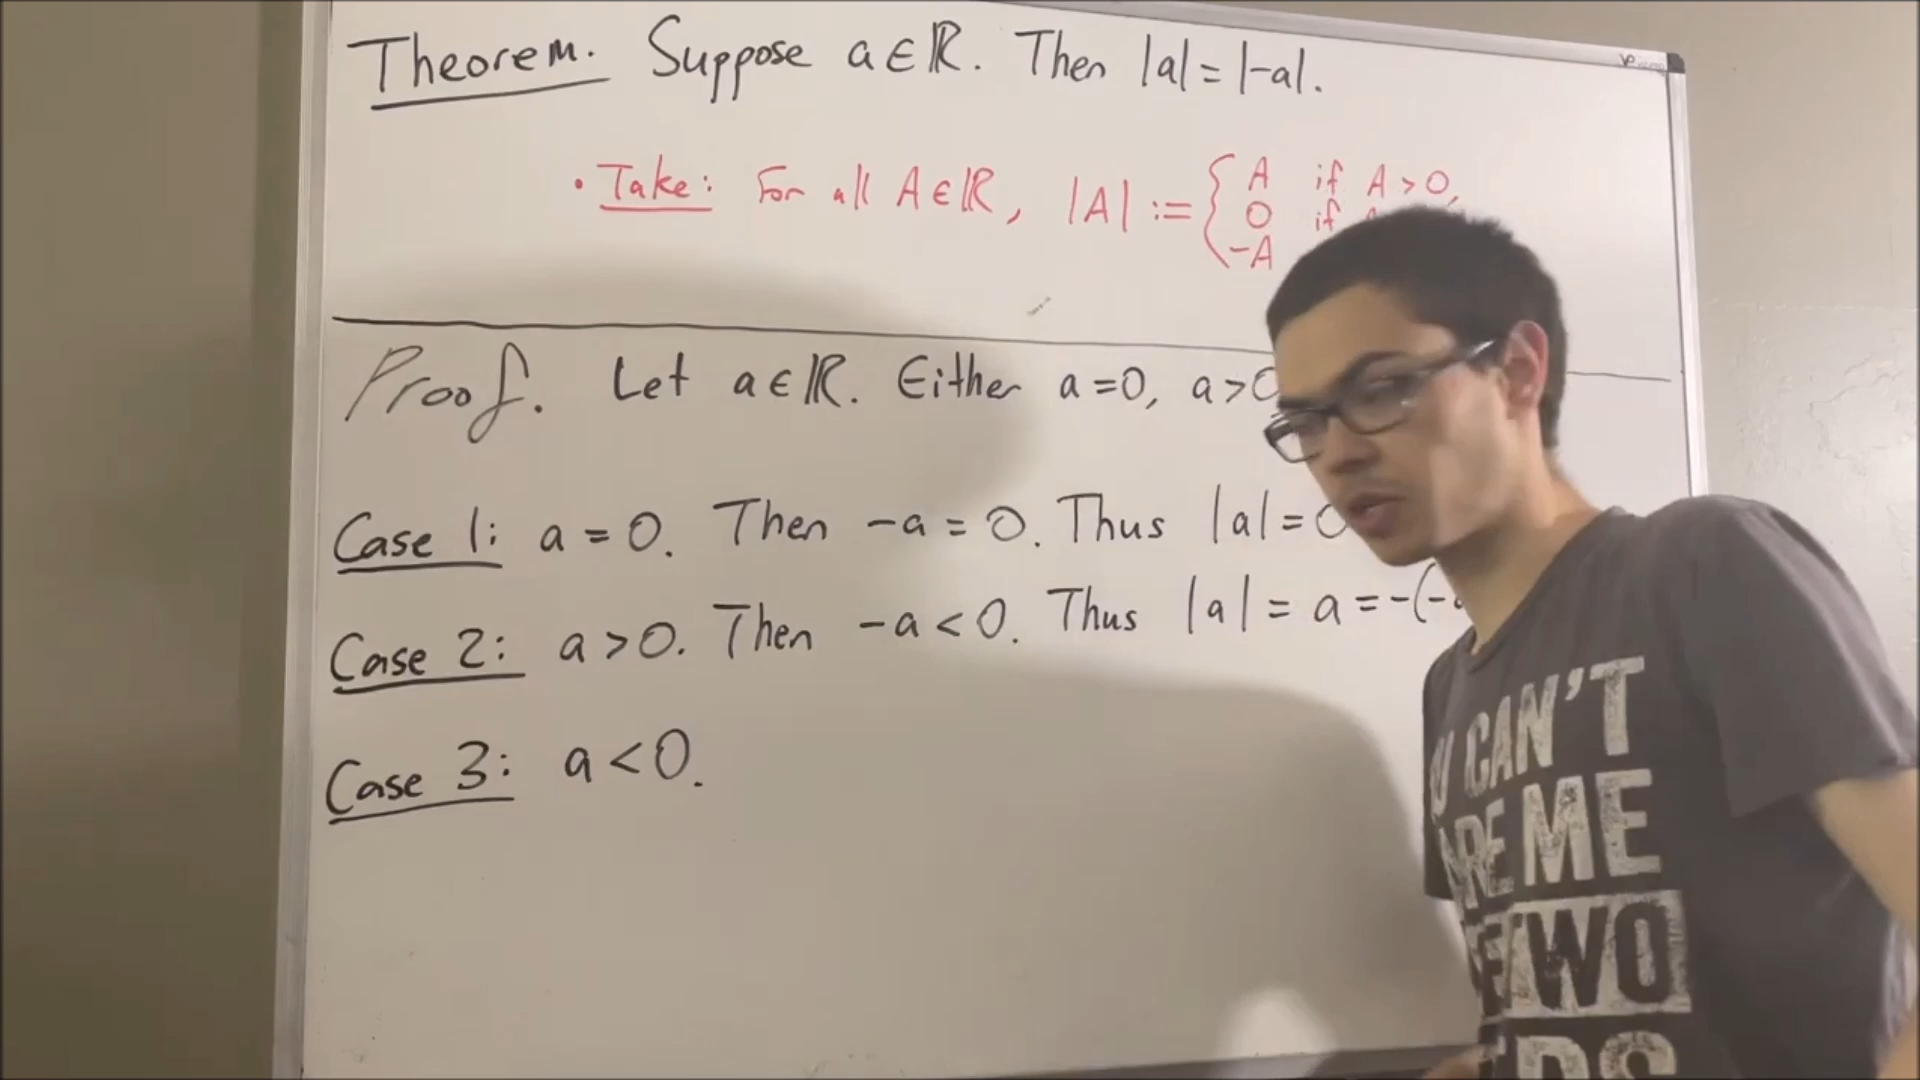 Theorem. Suppose a∈ℝ. Then |a|=|-a|.
• Take: For all A∈ℝ, |A| := { A if A > 0,
0 if
-A
Proof. Let a∈ℝ. Either a=0, a>0
Case 1: a = 0. Then -a = 0. Thus |a| = 0
Case 2: a > 0. Then -a < 0. Thus |a| = a = -(-
Case 3: a < 0.
CAN'T
ME
TWO